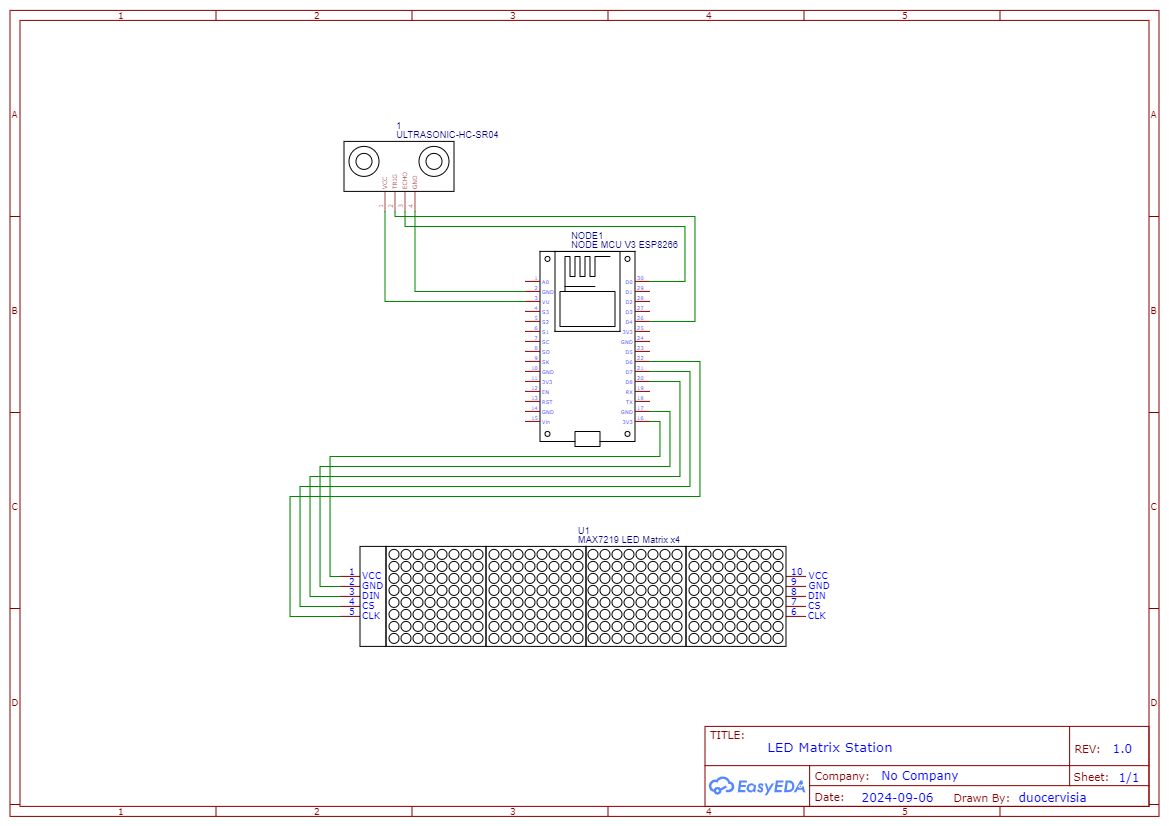 1 2 3 4 5
A A
1
ULTRASONIC-HC-SR04
VCC TRIG ECHO GND
1 2 3 4
B B
NODE1
NODE MCU V3 ESP8266
1 A0 D0 30
2 GND D1 29
3 VU D2 28
4 S3 D3 27
5 S2 D4 26
6 S1 3V3 25
7 SC GND 24
8 SO D5 23
9 SK D6 22
10 GND D7 21
11 3V3 D8 20
12 EN RX 19
13 RST TX 18
14 GND GND 17
15 Vin 3V3 16
C C
U1
MAX7219 LED Matrix x4
1 VCC 10 VCC
2 GND 9 GND
3 DIN 8 DIN
4 CS 7 CS
5 CLK 6 CLK
D D
TITLE:
LED Matrix Station
REV: 1.0
EasyEDA
Company: No Company
Sheet: 1/1
Date: 2024-09-06 Drawn By: duocervisia
1 2 3 4 5